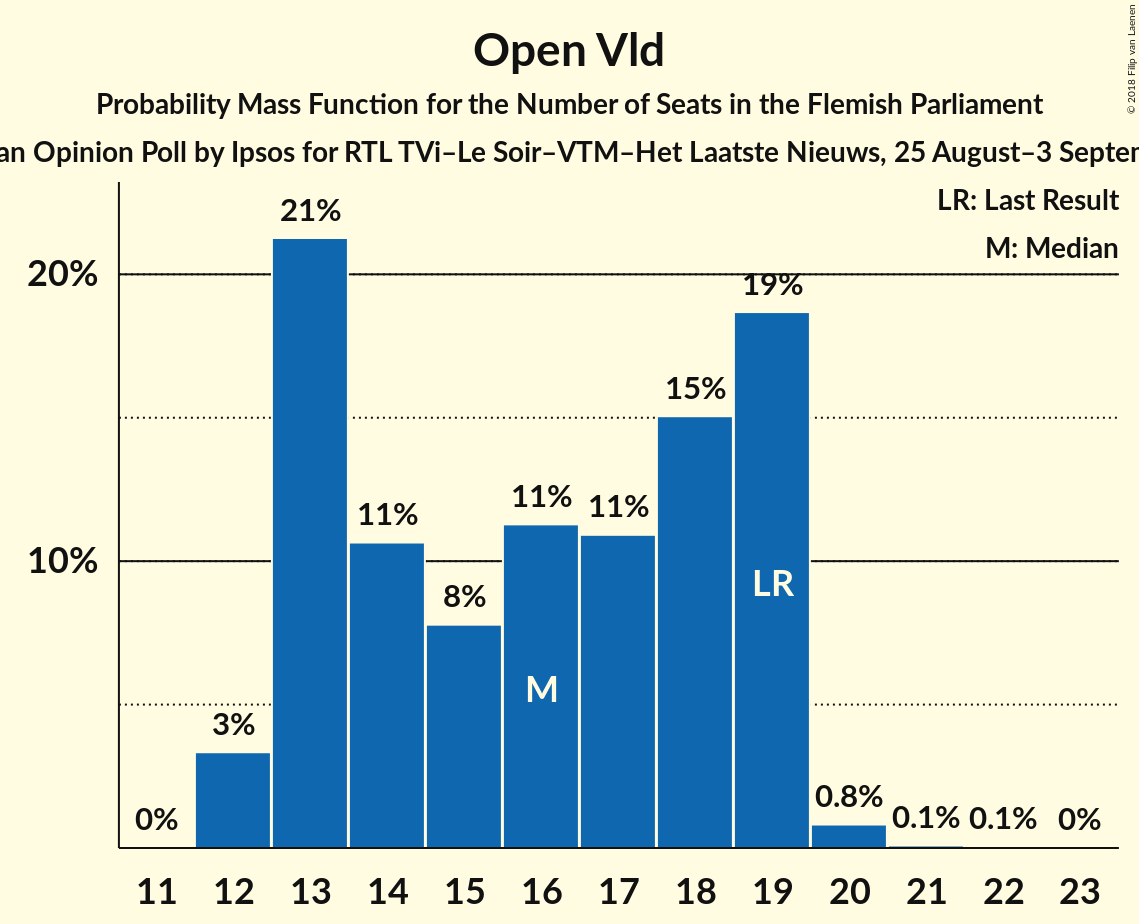 Open Vld
Probability Mass Function for the Number of Seats in the Flemish Parliament
an Opinion Poll by Ipsos for RTL TVi–Le Soir–VTM–Het Laatste Nieuws, 25 August–3
© 2018 Filip van Laenen
LR: Last Result
M: Median
20%
10%
0% 3% 21% 11% 8% 11% 11% 15% 19% 0.8% 0.1% 0.1% 0%
M
LR
11 12 13 14 15 16 17 18 19 20 21 22 23